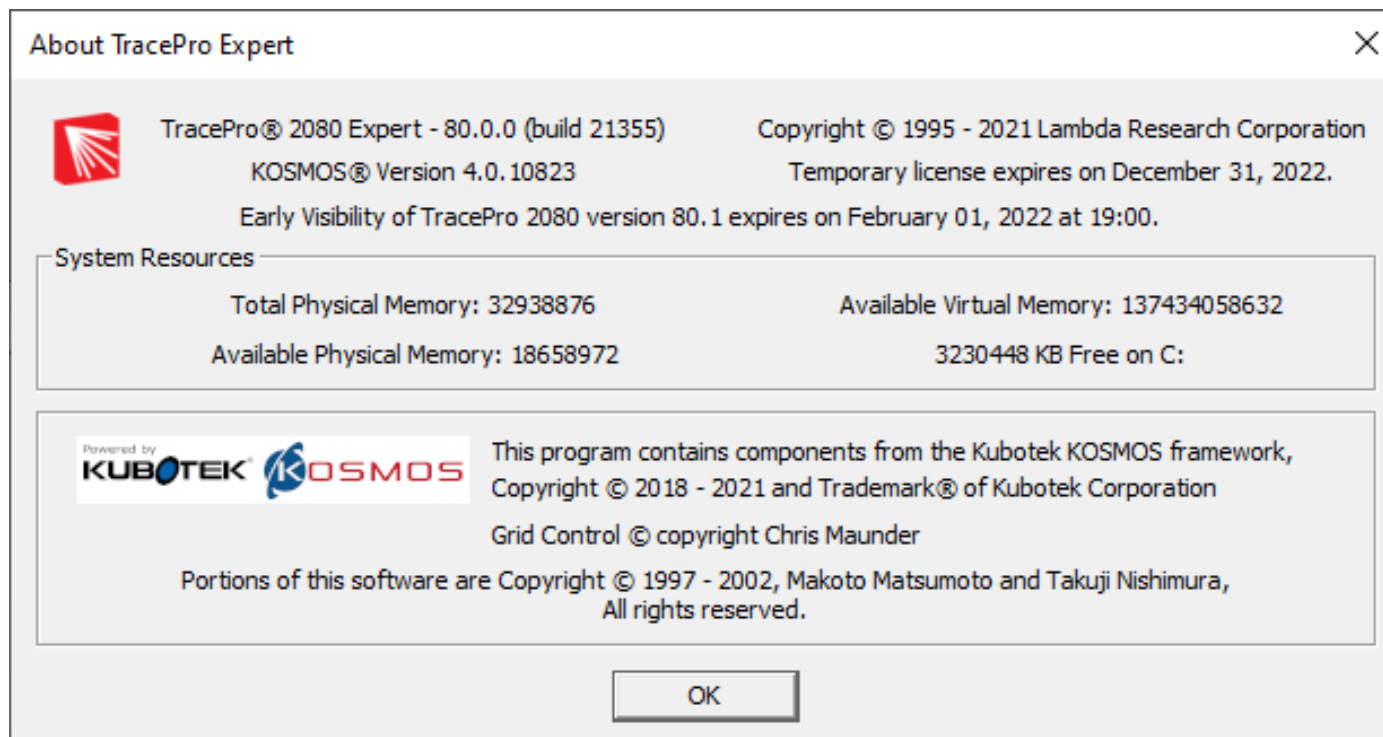 About TracePro Expert
TracePro® 2080 Expert - 80.0.0 (build 21355)
Copyright © 1995 - 2021 Lambda Research Corporation
KOSMOS® Version 4.0.10823
Temporary license expires on December 31, 2022.
Early Visibility of TracePro 2080 version 80.1 expires on February 01, 2022 at 19:00.
System Resources
Total Physical Memory: 32938876
Available Virtual Memory: 137434058632
Available Physical Memory: 18658972
3230448 KB Free on C:
Powered by
KUBOTEK® KOSMOS
This program contains components from the Kubotek KOSMOS framework,
Copyright © 2018 - 2021 and Trademark® of Kubotek Corporation
Grid Control © copyright Chris Maunder
Portions of this software are Copyright © 1997 - 2002, Makoto Matsumoto and Takuji Nishimura,
All rights reserved.
OK